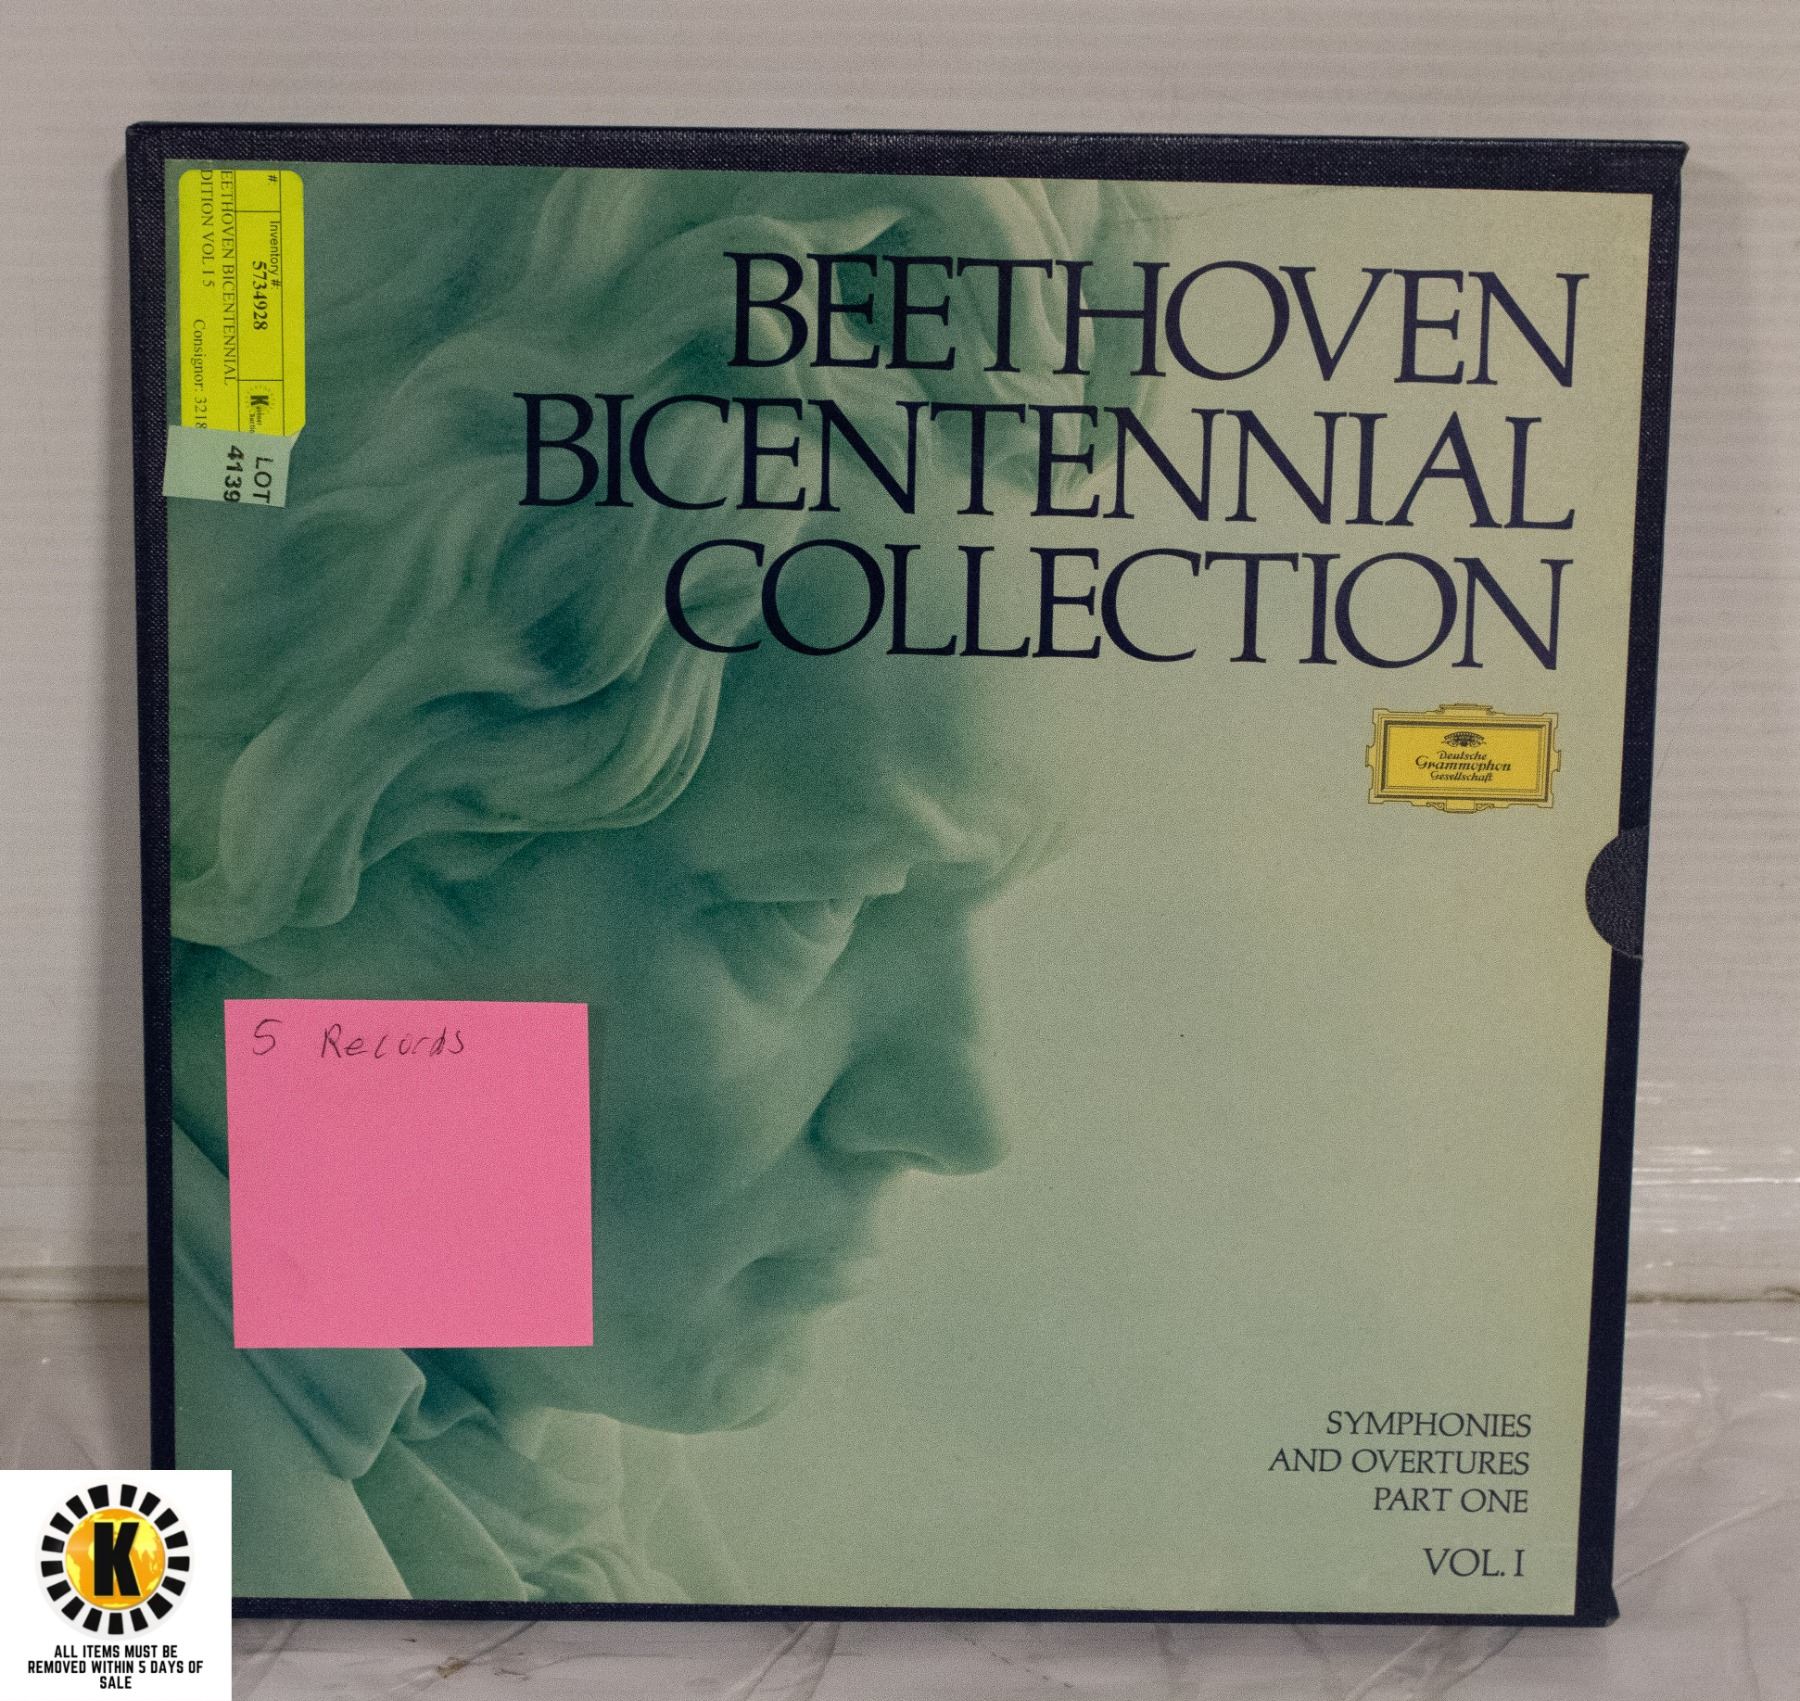 BEETHOVEN
BICENTENNIAL
COLLECTION
Deutsche
Grammophon
Gesellschaft
#:
Inventory #:
5734928
EETHOVEN BICENTENNIAL
DITION VOL I 5
Consignor: 3218
LOT
4139
5 Records
SYMPHONIES
AND OVERTURES
PART ONE
VOL. I
K
ALL ITEMS MUST BE
REMOVED WITHIN 5 DAYS OF
SALE